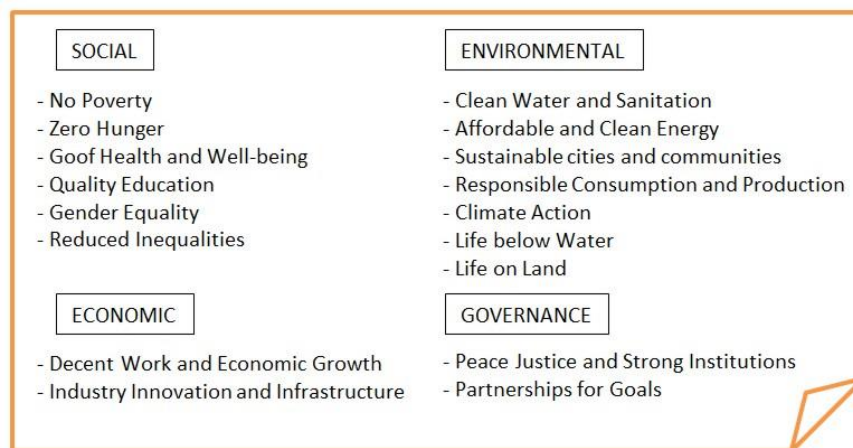 SOCIAL
- No Poverty
- Zero Hunger
- Goof Health and Well-being
- Quality Education
- Gender Equality
- Reduced Inequalities
ENVIRONMENTAL
- Clean Water and Sanitation
- Affordable and Clean Energy
- Sustainable cities and communities
- Responsible Consumption and Production
- Climate Action
- Life below Water
- Life on Land
ECONOMIC
- Decent Work and Economic Growth
- Industry Innovation and Infrastructure
GOVERNANCE
- Peace Justice and Strong Institutions
- Partnerships for Goals